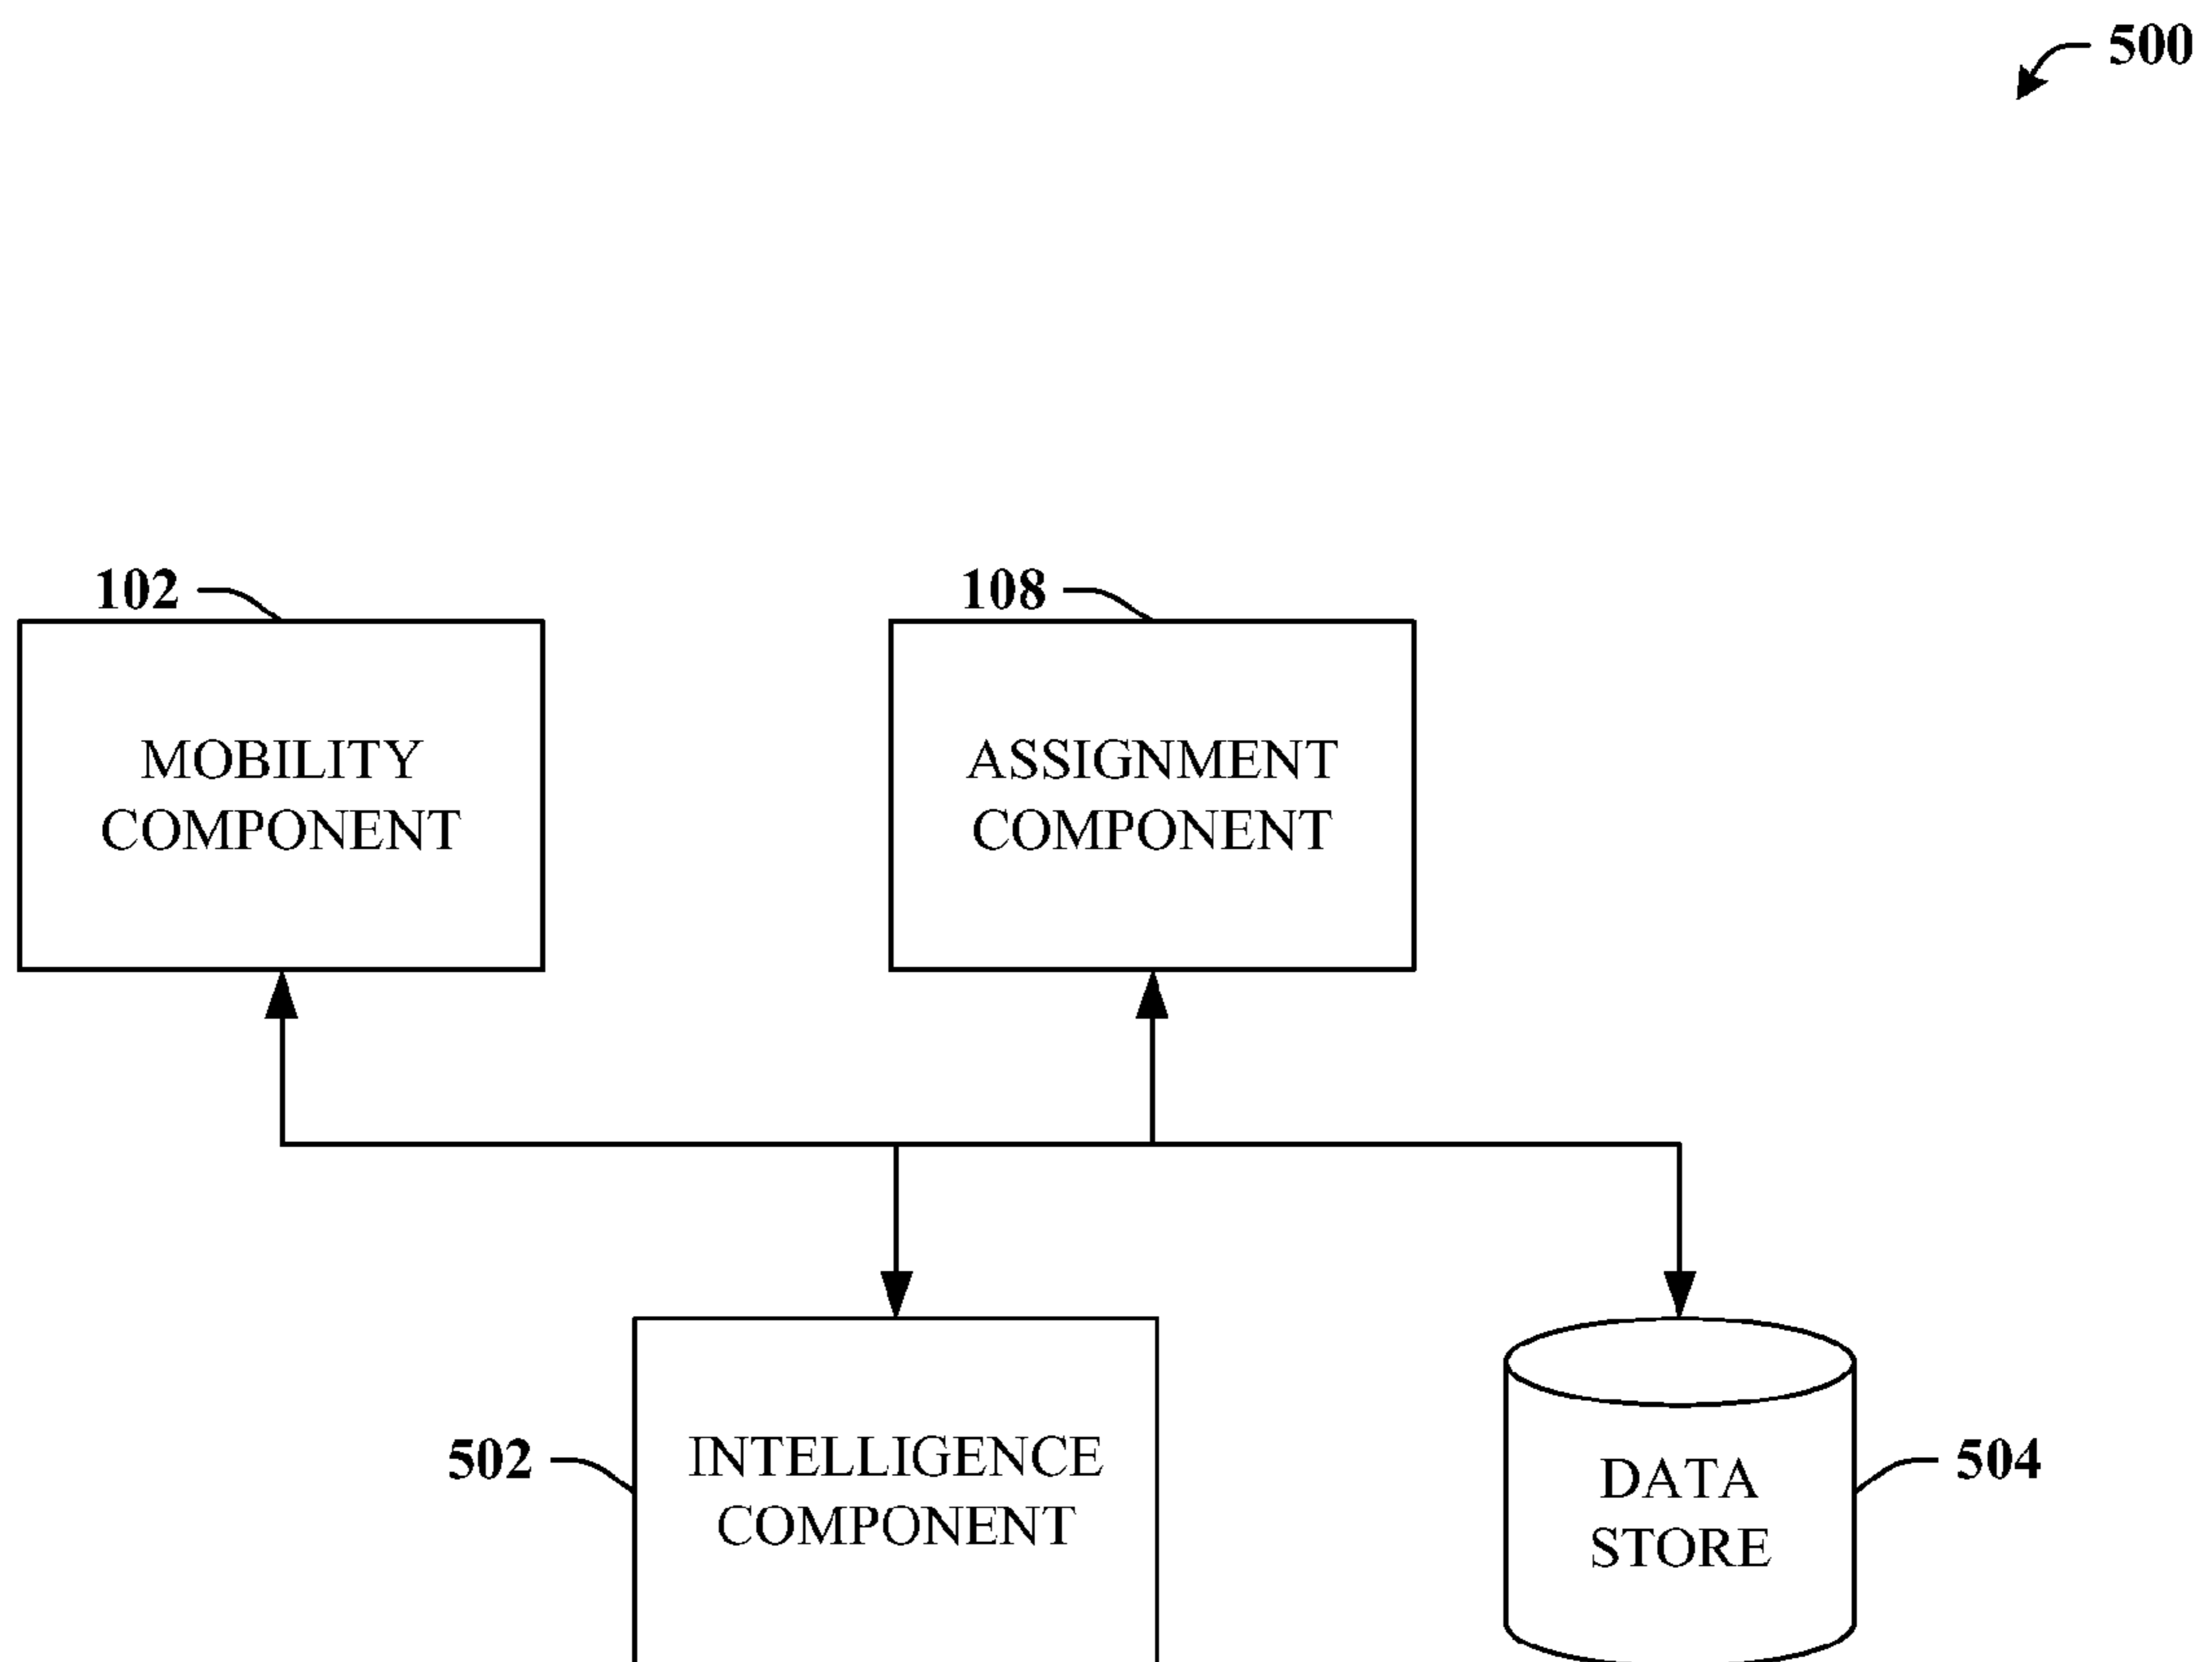 500
102
108
MOBILITY
COMPONENT
ASSIGNMENT
COMPONENT
502
INTELLIGENCE
COMPONENT
DATA
STORE
504